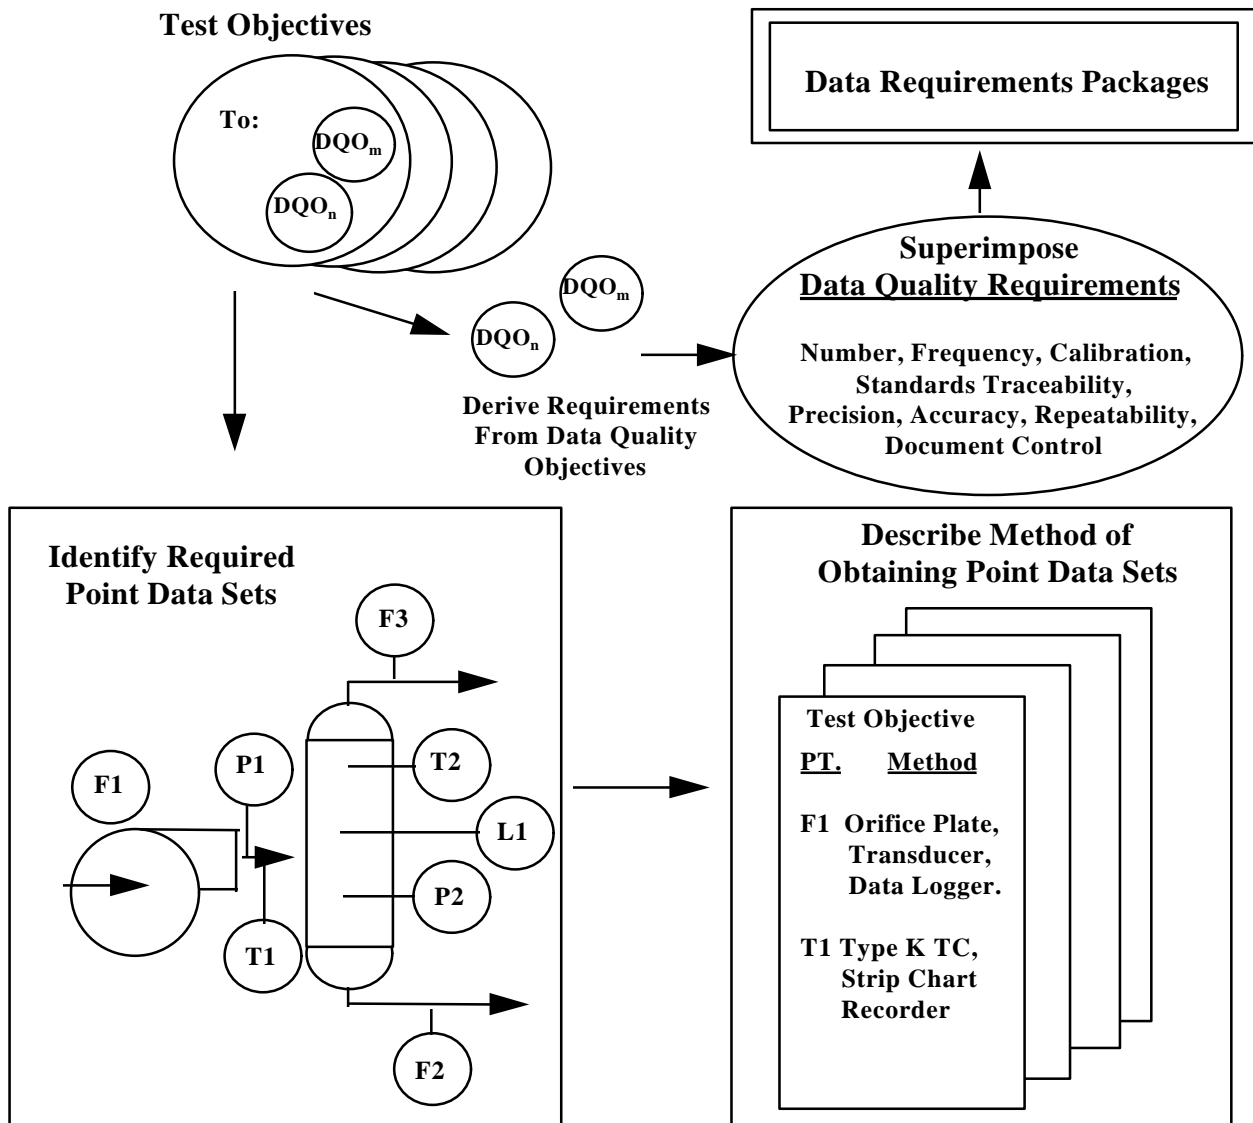 Test Objectives
To:
DQOm
DQOn
Data Requirements Packages
Superimpose
Data Quality Requirements
Number, Frequency, Calibration,
Standards Traceability,
Precision, Accuracy, Repeatability,
Document Control
DQOm
DQOn
Derive Requirements
From Data Quality
Objectives
Identify Required
Point Data Sets
F3
P1
T2
F1
L1
P2
T1
F2
Describe Method of
Obtaining Point Data Sets
Test Objective
PT. Method
F1 Orifice Plate,
Transducer,
Data Logger.
T1 Type K TC,
Strip Chart
Recorder